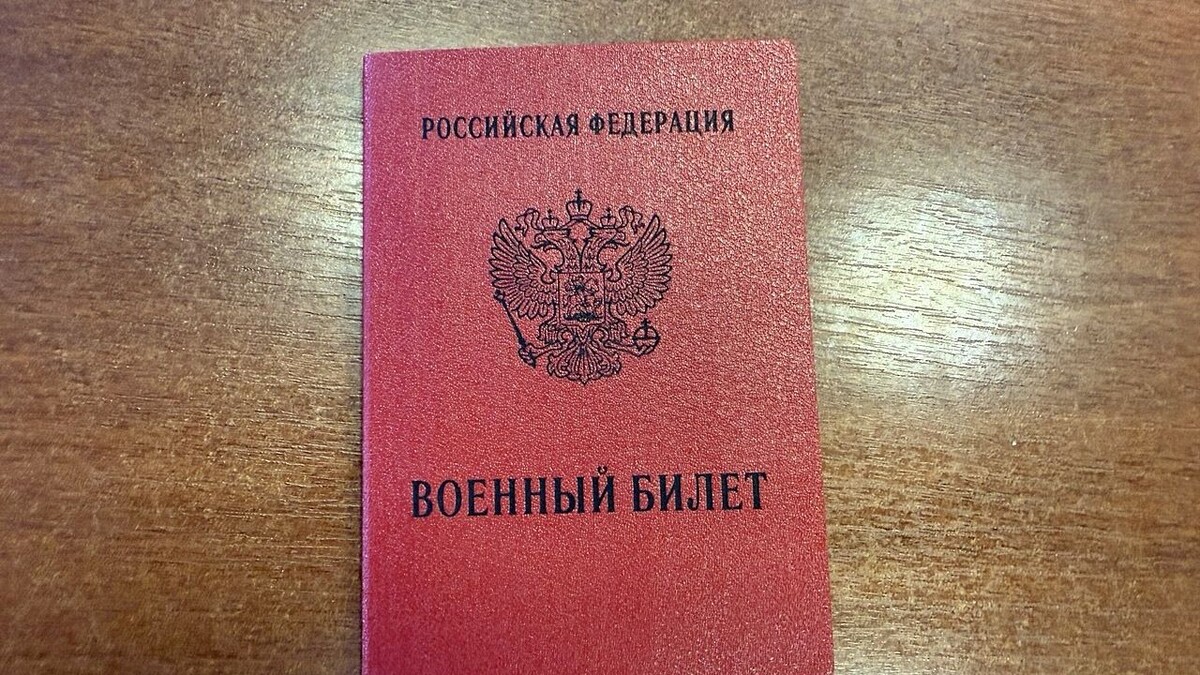 РОССИЙСКАЯ ФЕДЕРАЦИЯ
ВОЕННЫЙ БИЛЕТ